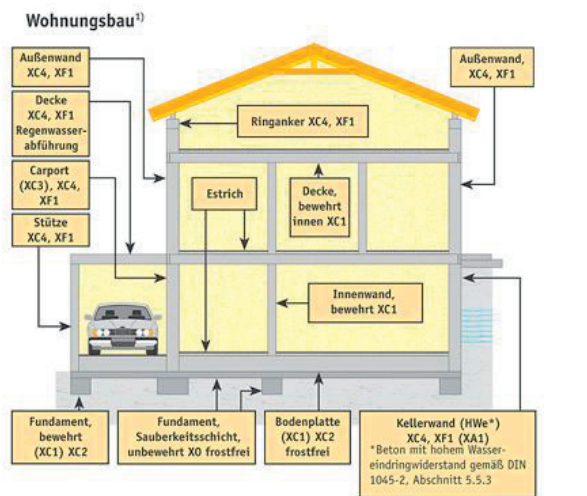 Wohnungsbau¹⁾
Außenwand
XC4, XF1
Decke
XC4, XF1
Regenwasser-
abführung
Carport
(XC3), XC4,
XF1
Stütze
XC4, XF1
Ringanker XC4, XF1
Estrich
Decke,
bewehrt
innen XC1
Innenwand,
bewehrt XC1
Außenwand,
XC4, XF1
Fundament,
bewehrt
(XC1) XC2
Fundament,
Sauberkeitsschicht,
unbewehrt XO frostfrei
Bodenplatte
(XC1) XC2
frostfrei
Kellerwand (HWe*)
XC4, XF1 (XA1)
*Beton mit hohem Wasser-
eindringwiderstand gemäß DIN
1045-2, Abschnitt 5.5.3